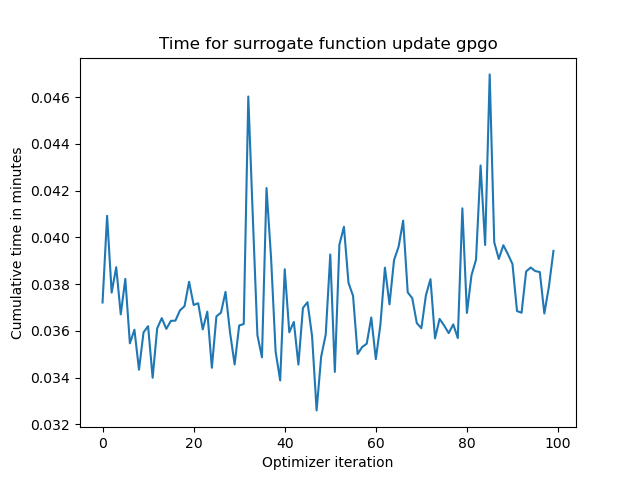 Time for surrogate function update gpgo
Cumulative time in minutes
0.046
0.044
0.042
0.040
0.038
0.036
0.034
0.032
0 20 40 60 80 100
Optimizer iteration